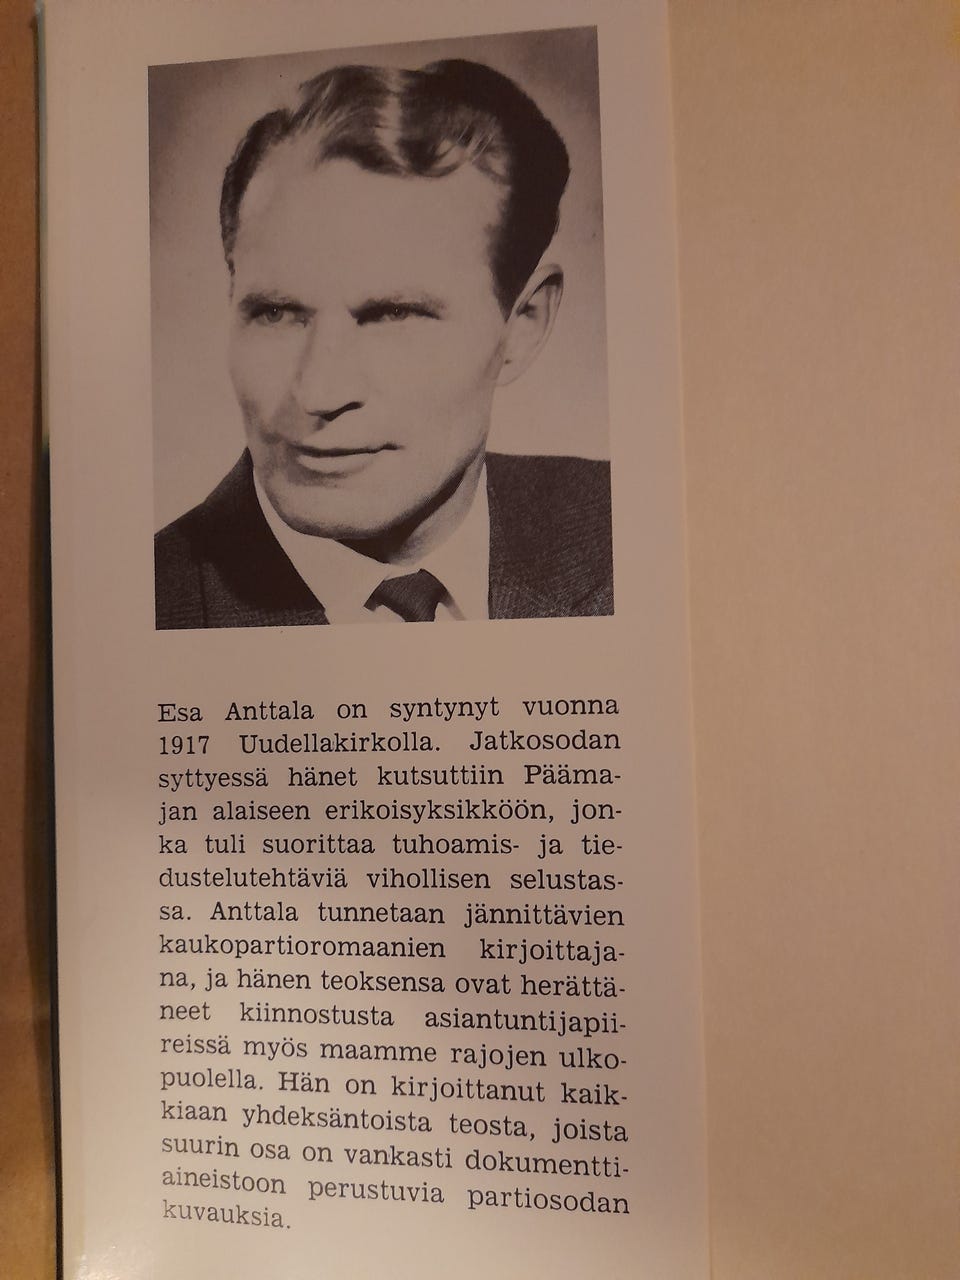 Esa Anttala on syntynyt vuonna
1917 Uudellakirkolla. Jatkosodan
syttyessä hänet kutsuttiin Pääma-
jan alaiseen erikoisyksikköön, jon-
ka tuli suorittaa tuhoamis- ja tie-
dustelutehtäviä vihollisen selustas-
sa. Anttala tunnetaan jännittävien
kaukopartioromaanien kirjoittaja-
na, ja hänen teoksensa ovat herättä-
neet kiinnostusta asiantuntijapii-
reissä myös maamme rajojen ulko-
puolella. Hän on kirjoittanut kaik-
kiaan yhdeksäntoista teosta, joista
suurin osa on vankasti dokumentti-
aineistoon perustuvia partiosodan
kuvauksia.